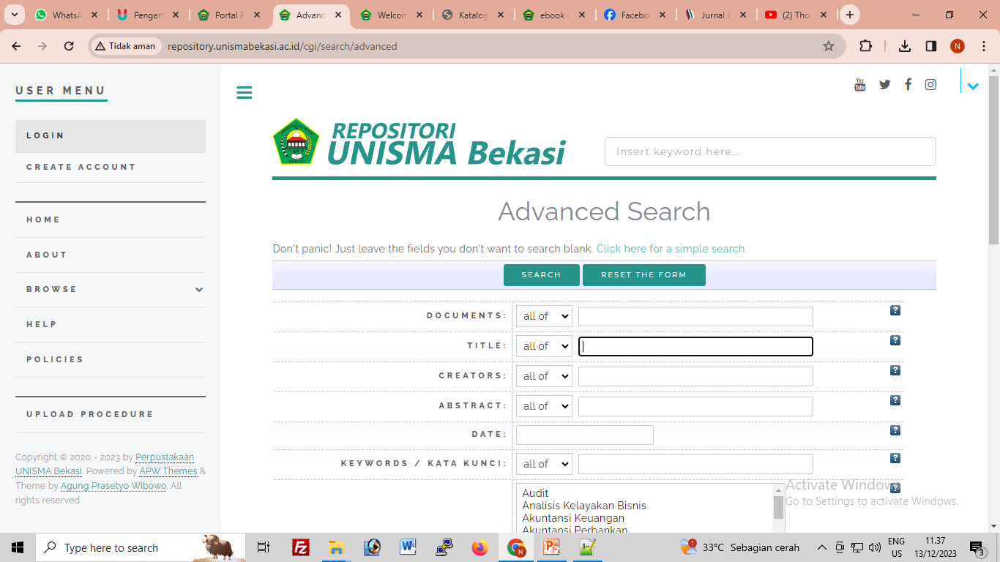 WhatsA
Pengert
Portal P
Advanc
Welcom
Katalog
ebook
Facebo
Jurnal A
(2) Tho
Tidak aman
repository.unismabekasi.ac.id/cgi/search/advanced
N
USER MENU
LOGIN
CREATE ACCOUNT
HOME
ABOUT
BROWSE
HELP
POLICIES
UPLOAD PROCEDURE
Copyright © 2020 - 2023 by Perpustakaan
UNISMA Bekasi. Powered by APW Themes &
Theme by Agung Prasetyo Wibowo. All
rights reserved.
You
Tube
REPOSITORI
UNISMA Bekasi
Insert keyword here...
Advanced Search
Don't panic! Just leave the fields you don't want to search blank. Click here for a simple search.
SEARCH
RESET THE FORM
DOCUMENTS: all of ?
TITLE: all of ?
CREATORS: all of ?
ABSTRACT: all of ?
DATE: ?
KEYWORDS / KATA KUNCI: all of ?
?
Audit
Analisis Kelayakan Bisnis
Akuntansi Keuangan
Akuntansi Perbankan
Activate Windows
Go to Settings to activate Windows.
Type here to search
33°C Sebagian cerah
ENG
US
11.37
13/12/2023
3